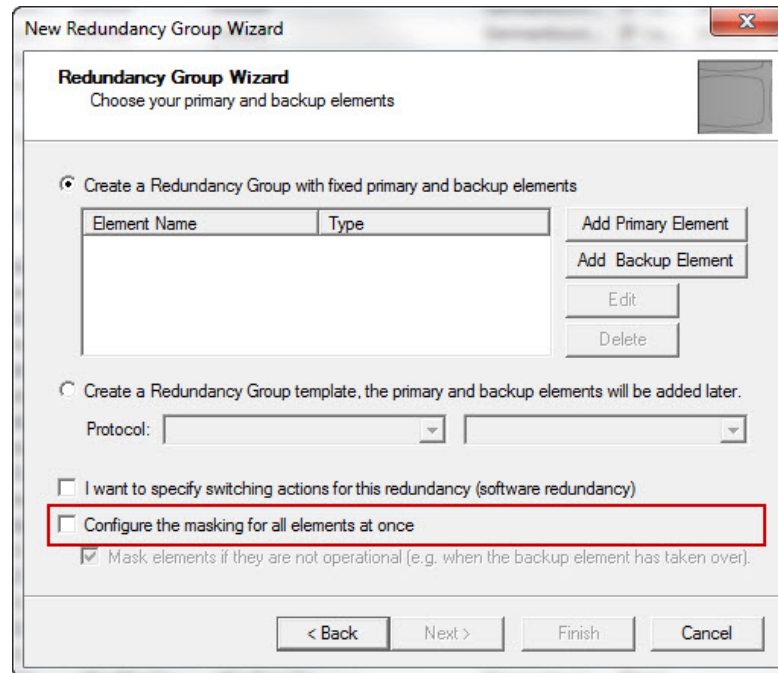 New Redundancy Group Wizard
Redundancy Group Wizard
Choose your primary and backup elements
Create a Redundancy Group with fixed primary and backup elements
Element Name Type
Add Primary Element
Add Backup Element
Edit
Delete
Create a Redundancy Group template, the primary and backup elements will be added later.
Protocol:
I want to specify switching actions for this redundancy (software redundancy)
Configure the masking for all elements at once
Mask elements if they are not operational (e.g. when the backup element has taken over).
< Back Next > Finish Cancel